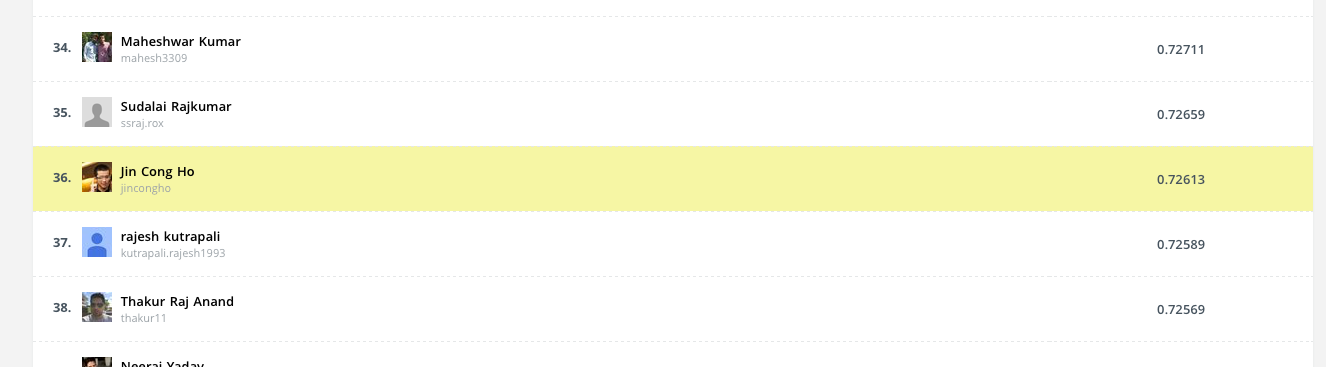 34.
Maheshwar Kumar
mahesh3309
0.72711
35.
Sudalai Rajkumar
ssraj.rox
0.72659
36.
Jin Cong Ho
jincongho
0.72613
37.
rajesh kutrapali
kutrapali.rajesh1993
0.72589
38.
Thakur Raj Anand
thakur11
0.72569
Neeraj Yadav